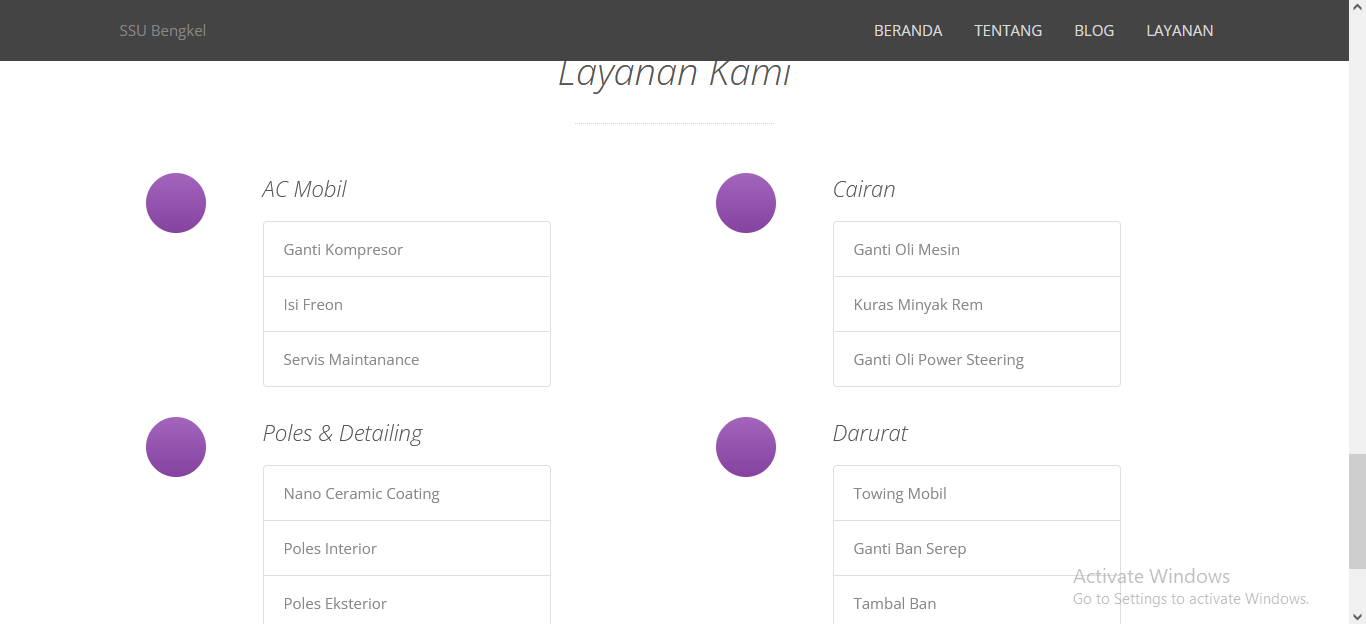 SSU Bengkel
BERANDA TENTANG BLOG LAYANAN
Layanan Kami
AC Mobil
Ganti Kompresor
Isi Freon
Servis Maintanance
Cairan
Ganti Oli Mesin
Kuras Minyak Rem
Ganti Oli Power Steering
Poles & Detailing
Nano Ceramic Coating
Poles Interior
Poles Eksterior
Darurat
Towing Mobil
Ganti Ban Serep
Tambal Ban
Activate Windows
Go to Settings to activate Windows.